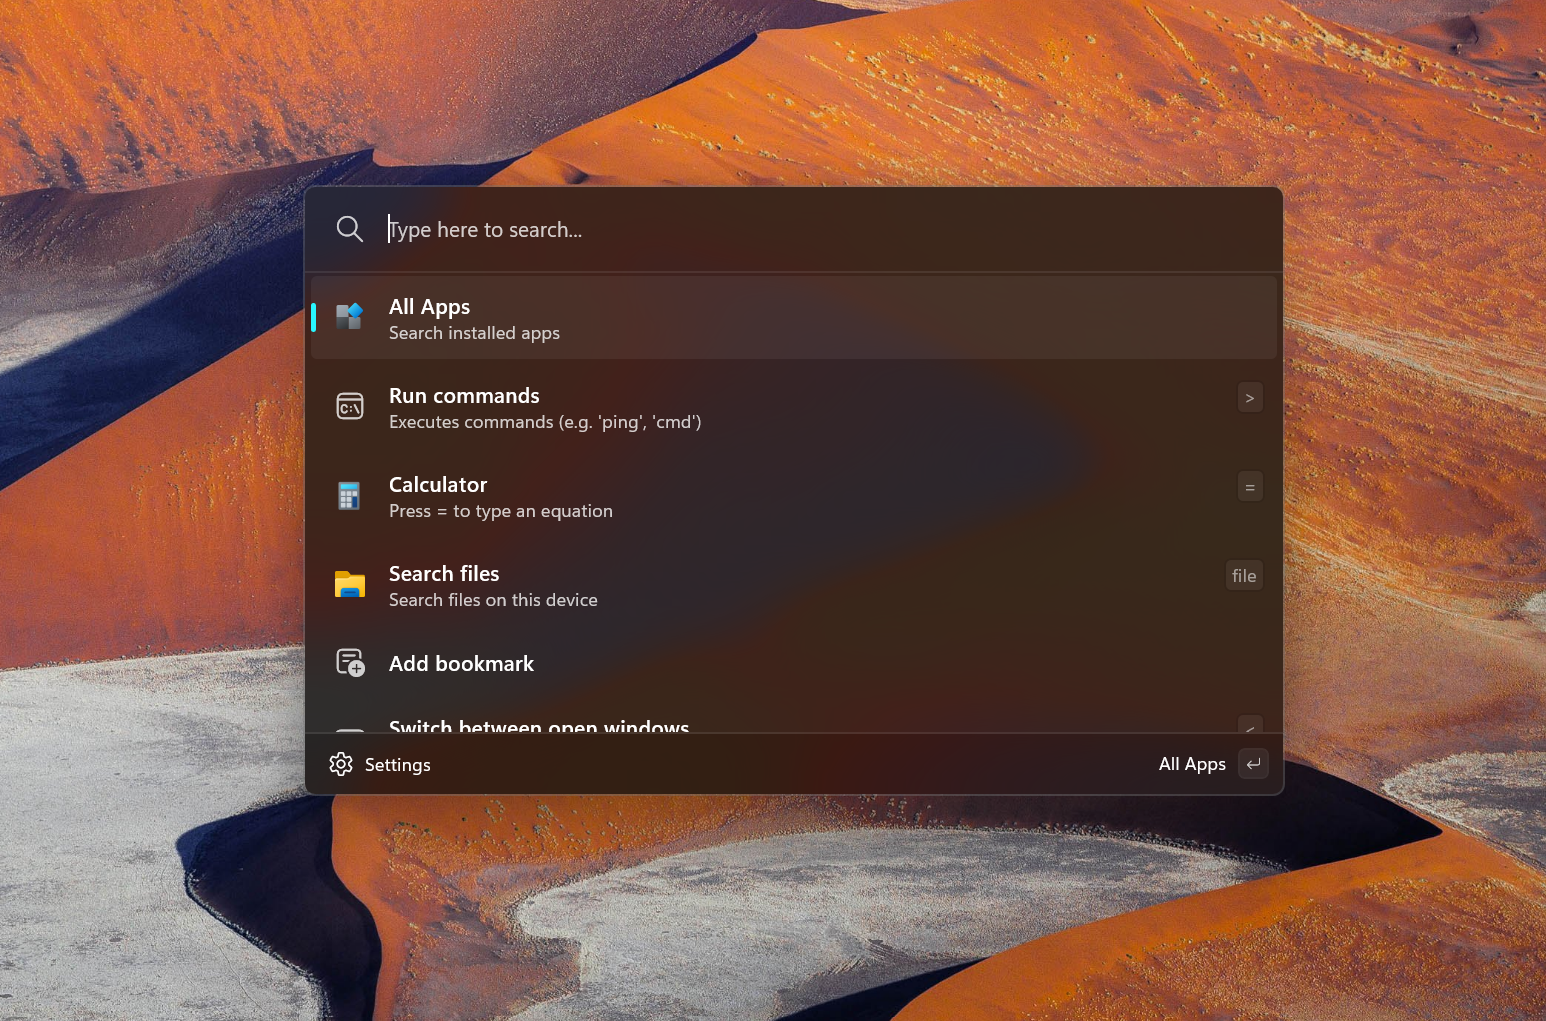 Type here to search...
All Apps
Search installed apps
Run commands
>
Executes commands (e.g. 'ping', 'cmd')
C:\
Calculator
=
Press = to type an equation
Search files
file
Search files on this device
Add bookmark
Switch between open windows
<
Settings
All Apps